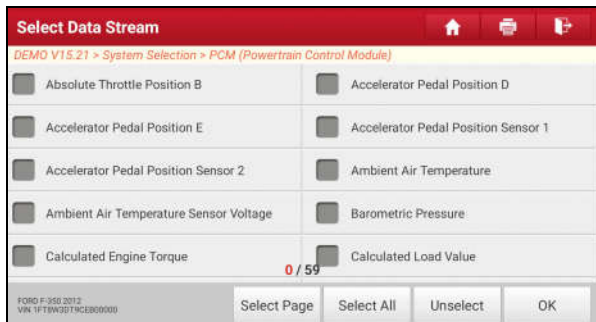 Select Data Stream
DEMO V15.21 > System Selection > PCM (Powertrain Control Module)
Absolute Throttle Position B
Accelerator Pedal Position D
Accelerator Pedal Position E
Accelerator Pedal Position Sensor 1
Accelerator Pedal Position Sensor 2
Ambient Air Temperature
Ambient Air Temperature Sensor Voltage
Barometric Pressure
Calculated Engine Torque
Calculated Load Value
0 / 59
FORD F-350 2012
VIN 1FT8W3DT9CEB00000
Select Page
Select All
Unselect
OK